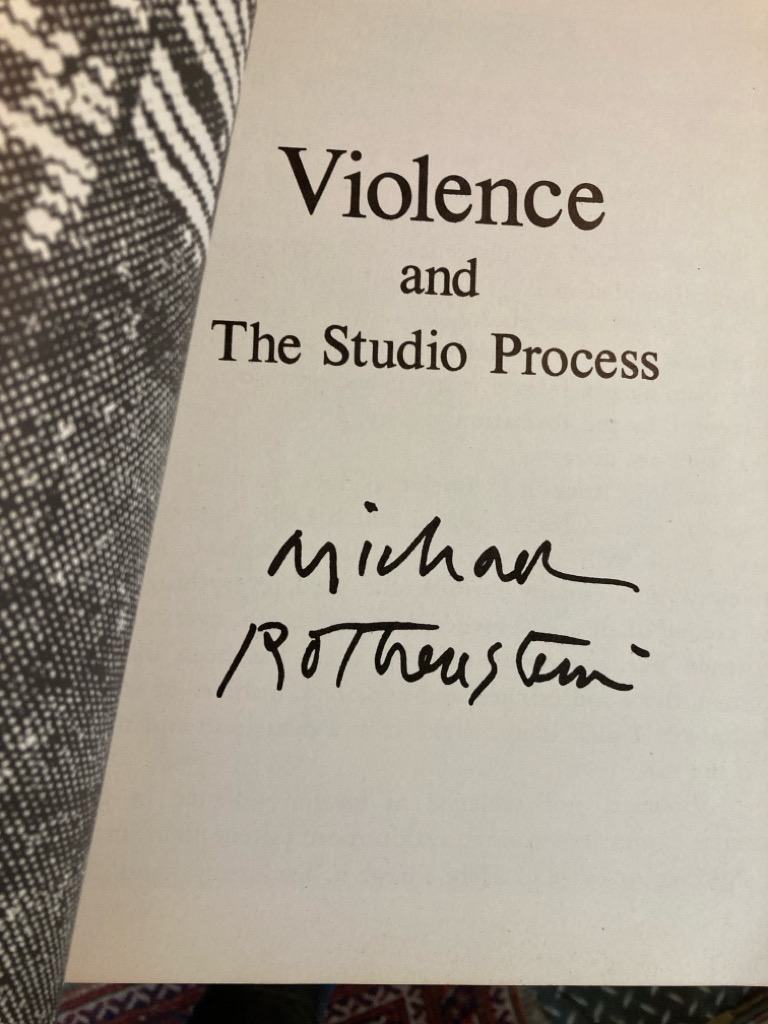 Violence
and
The Studio Process
Michael
Rothenstein